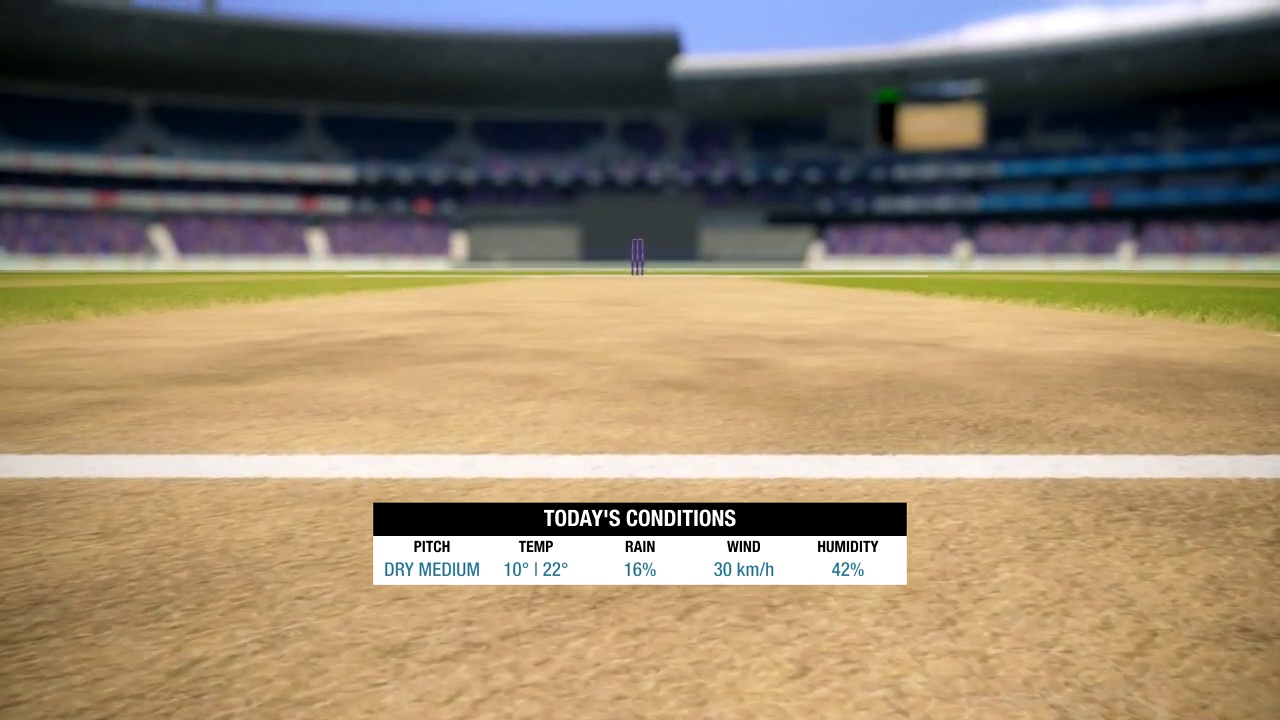 TODAY'S CONDITIONS
PITCH TEMP RAIN WIND HUMIDITY
DRY MEDIUM 10° | 22° 16% 30 km/h 42%